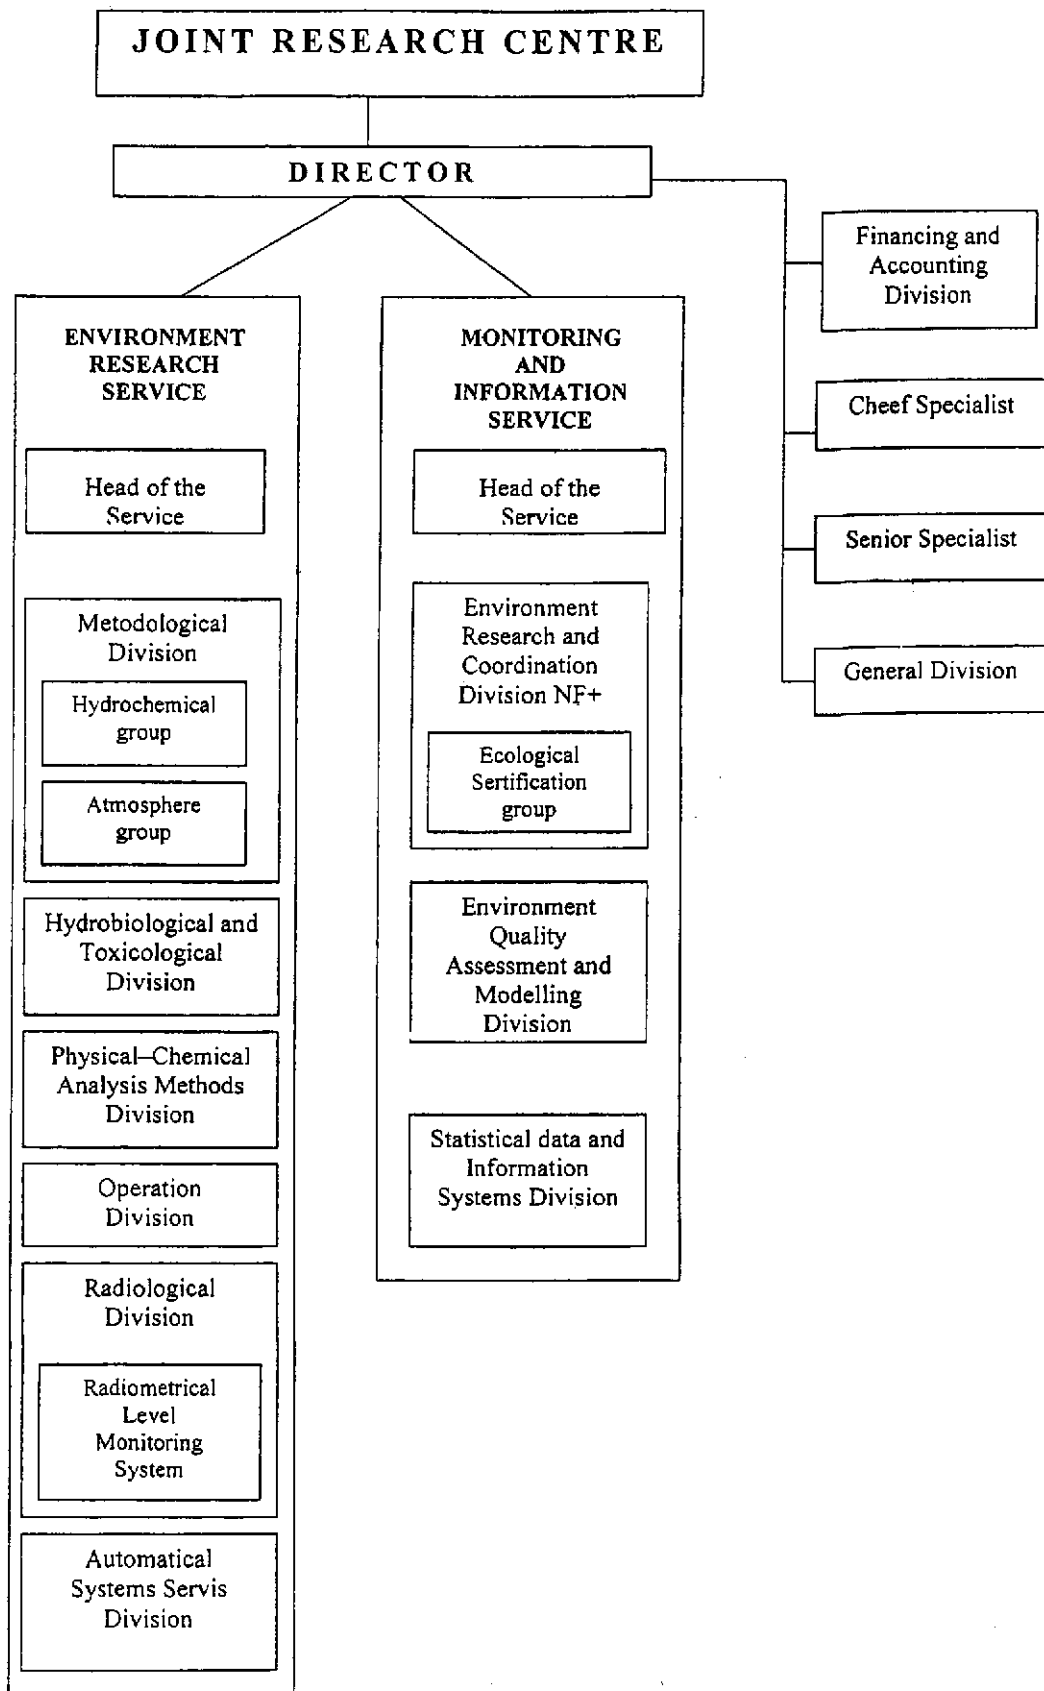 JOINT RESEARCH CENTRE
DIRECTOR
Financing and
Accounting
Division
Cheef Specialist
Senior Specialist
General Division
ENVIRONMENT
RESEARCH
SERVICE
Head of the
Service
Metodological
Division
Hydrochemical
group
Atmosphere
group
Hydrobiological and
Toxicological
Division
Physical–Chemical
Analysis Methods
Division
Operation
Division
Radiological
Division
Radiometrical
Level
Monitoring
System
Automatical
Systems Servis
Division
MONITORING
AND
INFORMATION
SERVICE
Head of the
Service
Environment
Research and
Coordination
Division NF+
Ecological
Sertification
group
Environment
Quality
Assessment and
Modelling
Division
Statistical data and
Information
Systems Division